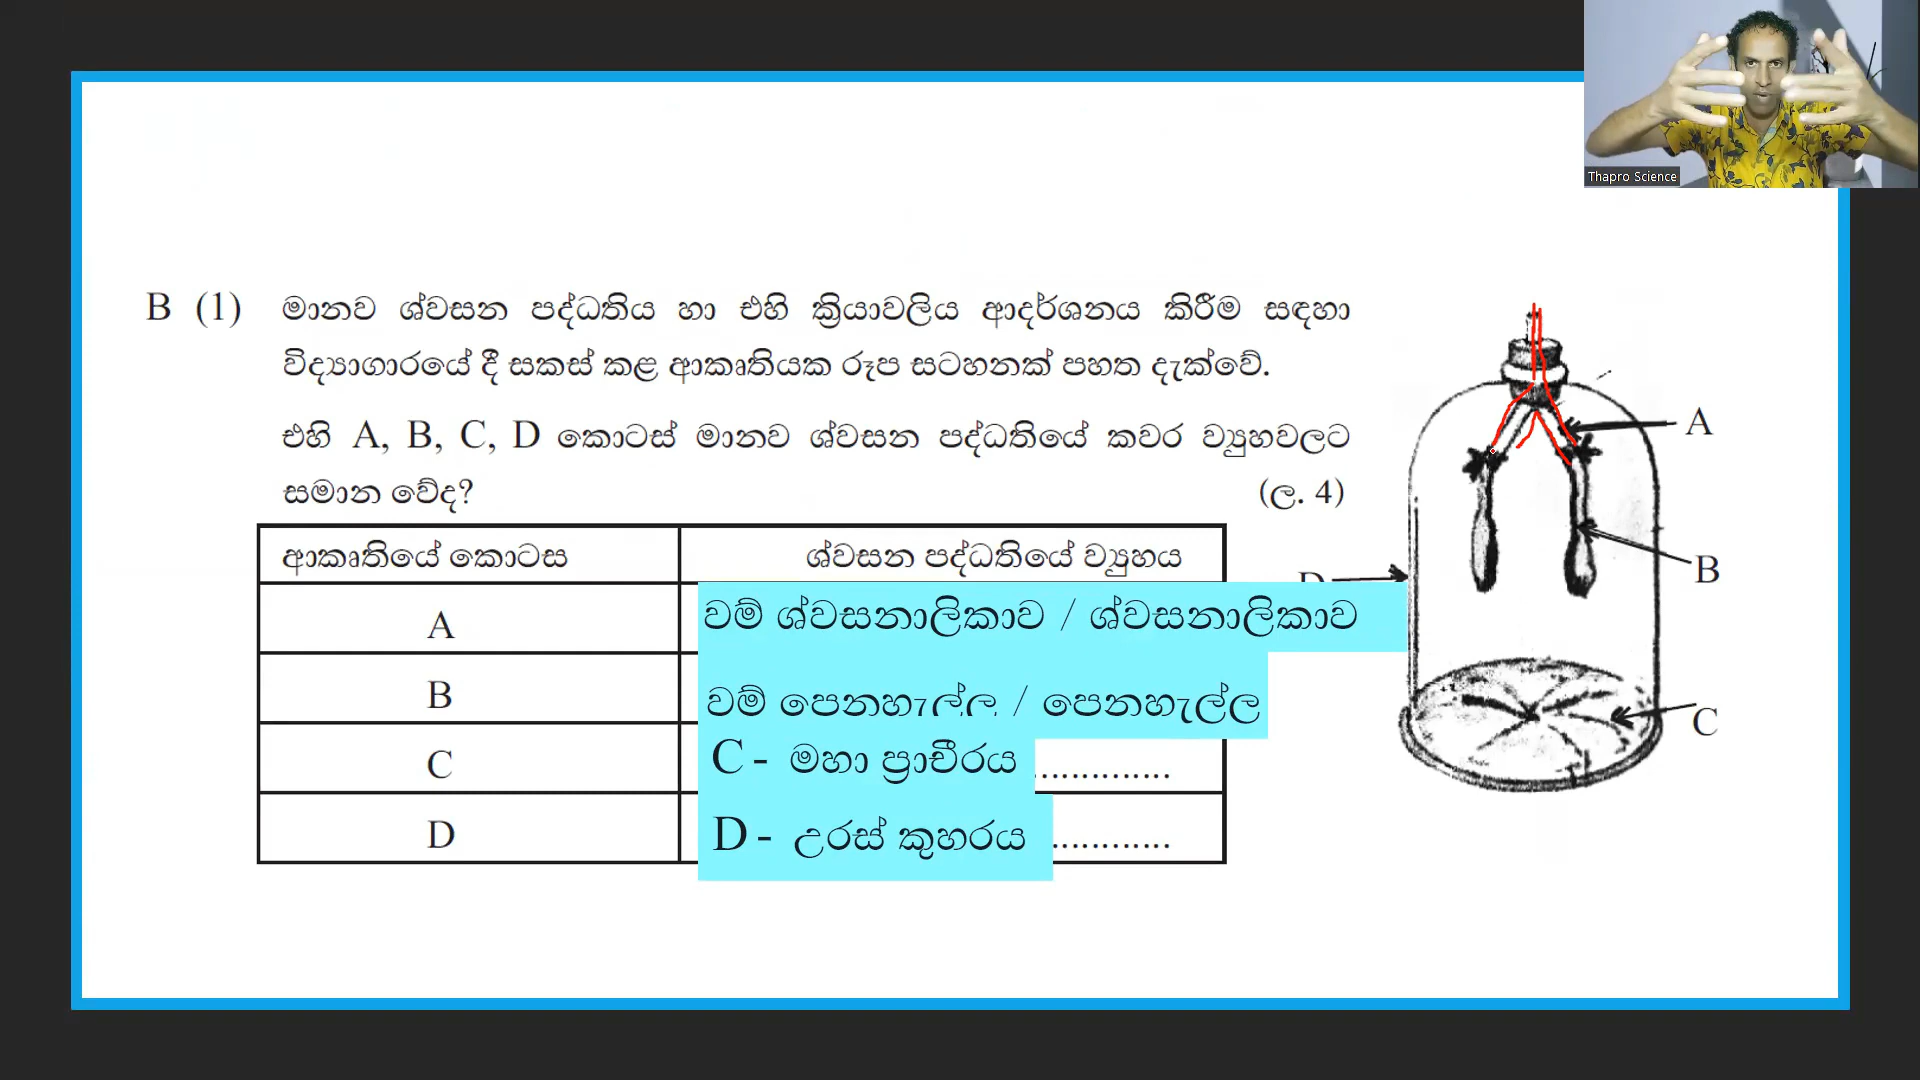 Thapro Science
B (1) මානව ශ්වසන පද්ධතිය හා එහි ක්‍රියාවලිය ආදර්ශනය කිරීම සඳහා
විද්‍යාගාරයේ දී සකස් කළ ආකෘතියක රූප සටහනක් පහත දැක්වේ.
එහි A, B, C, D කොටස් මානව ශ්වසන පද්ධතියේ කවර ව්‍යුහවලට
සමාන වේද? (ල. 4)
ආකෘතියේ කොටස ශ්වසන පද්ධතියේ ව්‍යුහය
A වම් ශ්වසනාලිකාව / ශ්වසනාලිකාව
B වම් පෙනහැල්ල / පෙනහැල්ල
C C - මහා ප්‍රාචීරය ..............
D D - උරස් කුහරය .............
A
B
C
D